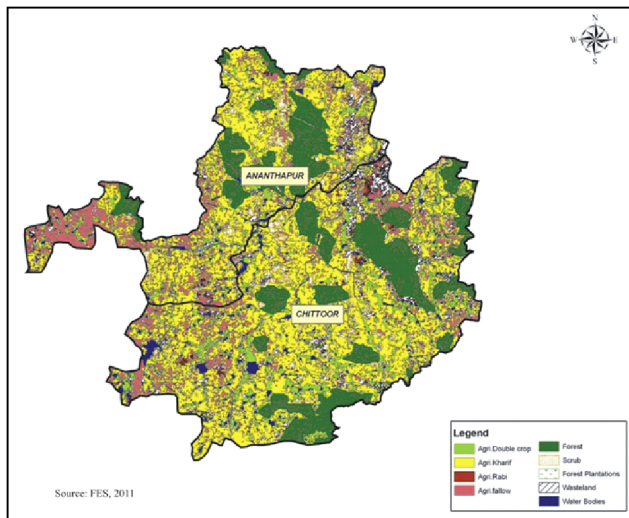 N
W E
S
ANANTHAPUR
CHITTOOR
Legend
Agri.Double crop
Agri.Kharif
Agri.Rabi
Agri.fallow
Forest
Scrub
Forest Plantations
Wasteland
Water Bodies
Source: FES, 2011